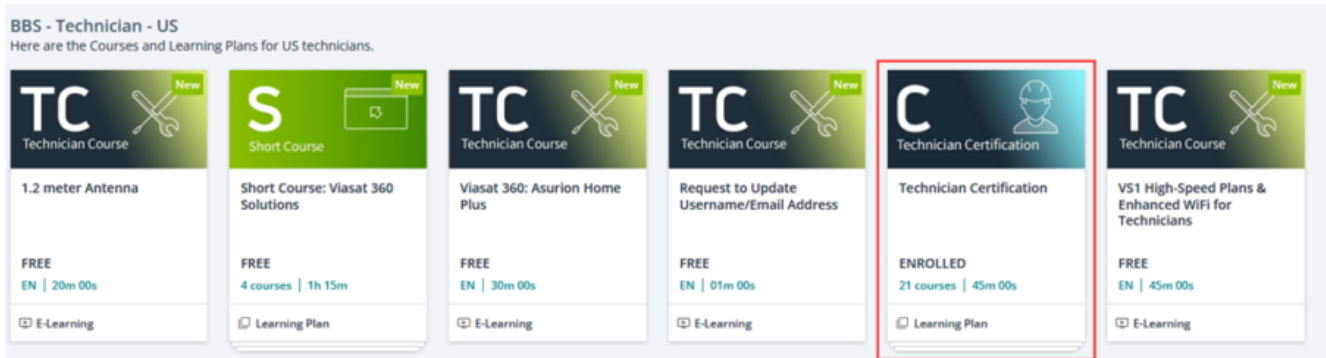 BBS - Technician - US
Here are the Courses and Learning Plans for US technicians.
New
TC
Technician Course
1.2 meter Antenna
FREE
EN | 20m 00s
E-Learning
New
S
Short Course
Short Course: Viasat 360
Solutions
FREE
4 courses | 1h 15m
Learning Plan
New
TC
Technician Course
Viasat 360: Asurion Home
Plus
FREE
EN | 30m 00s
E-Learning
New
TC
Technician Course
Request to Update
Username/Email Address
FREE
EN | 01m 00s
E-Learning
C
Technician Certification
Technician Certification
ENROLLED
21 courses | 45m 00s
Learning Plan
New
TC
Technician Course
VS1 High-Speed Plans &
Enhanced WiFi for
Technicians
FREE
EN | 45m 00s
E-Learning